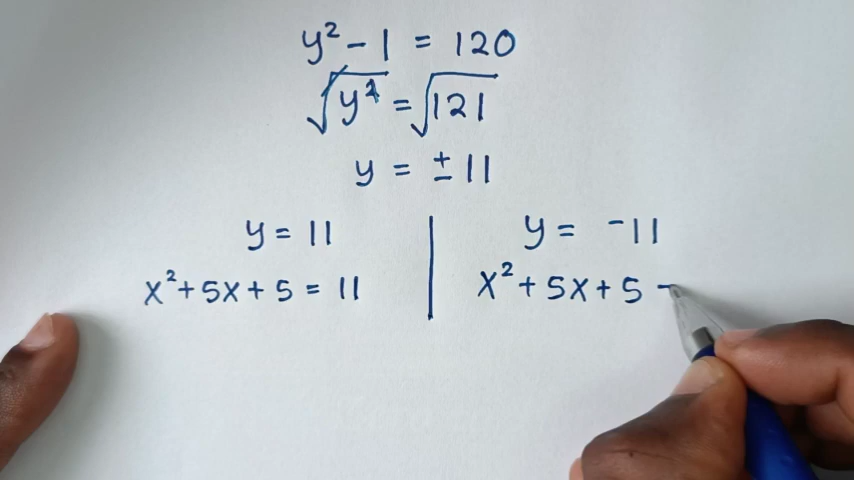 y² - 1 = 120
√y² = √121
y = ± 11
y = 11
x² + 5x + 5 = 11
y = -11
x² + 5x + 5 -